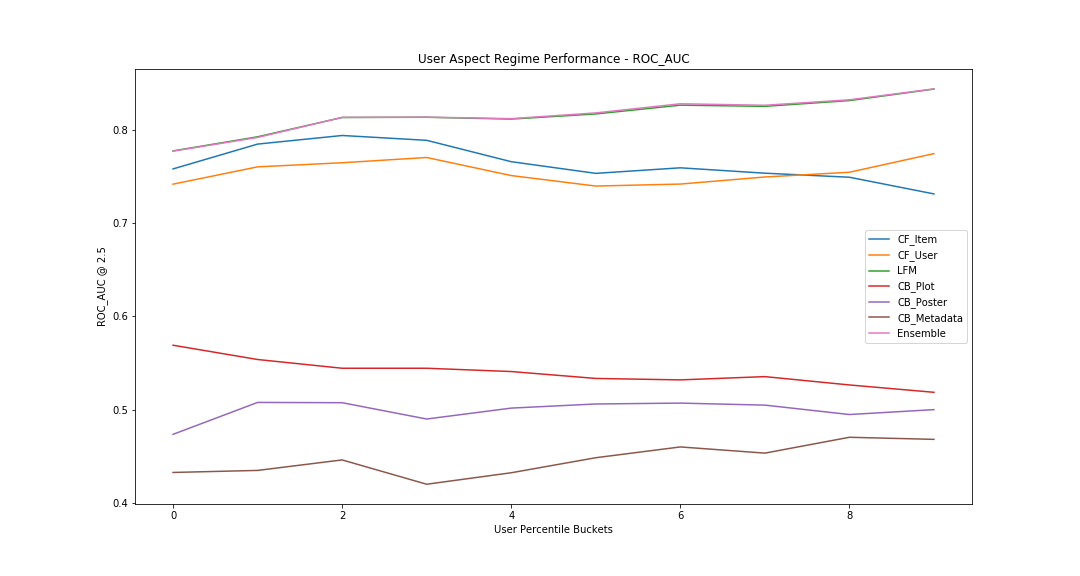 User Aspect Regime Performance - ROC_AUC
ROC_AUC @ 2.5
0.8
0.7
0.6
0.5
0.4
CF_Item
CF_User
LFM
CB_Plot
CB_Poster
CB_Metadata
Ensemble
0 2 4 6 8
User Percentile Buckets